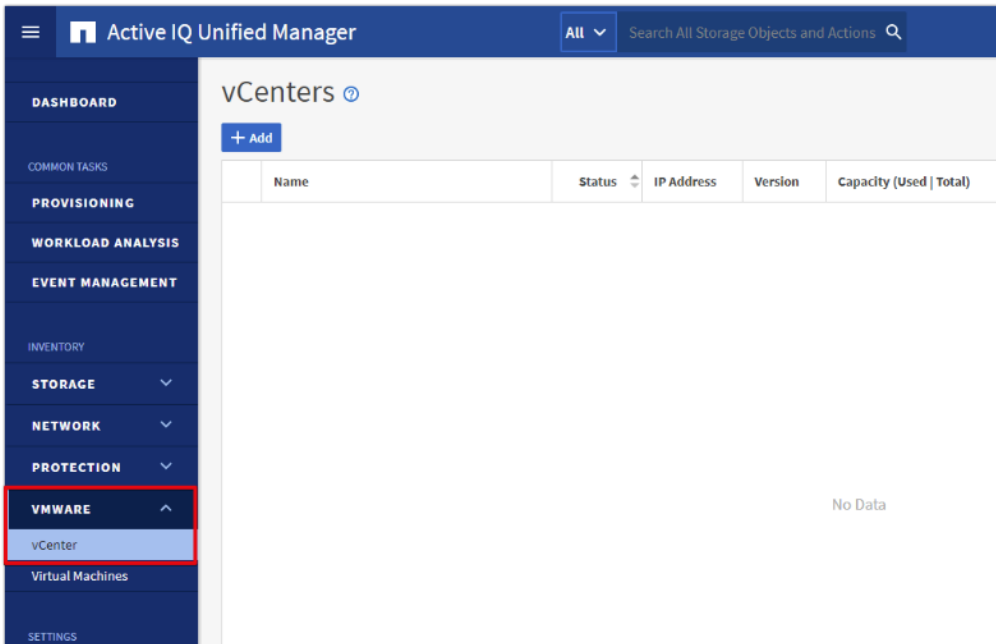 Active IQ Unified Manager
All
Search All Storage Objects and Actions
DASHBOARD
COMMON TASKS
PROVISIONING
WORKLOAD ANALYSIS
EVENT MANAGEMENT
INVENTORY
STORAGE
NETWORK
PROTECTION
VMWARE
vCenter
Virtual Machines
SETTINGS
vCenters ?
+ Add
Name Status IP Address Version Capacity (Used | Total)
No Data